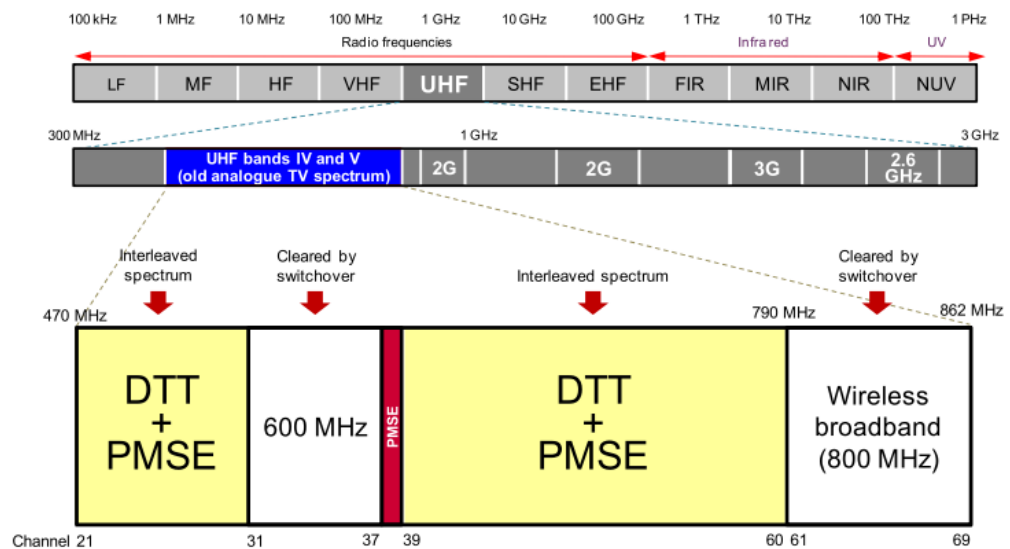 100 kHz 1 MHz 10 MHz 100 MHz 1 GHz 10 GHz 100 GHz 1 THz 10 THz 100 THz 1 PHz
Radio frequencies Infrared UV
LF MF HF VHF UHF SHF EHF FIR MIR NIR NUV
300 MHz 1 GHz 3 GHz
UHF bands IV and V
(old analogue TV spectrum)
2G 2G 3G
2.6
GHz
Interleaved
spectrum
Cleared by
switchover
Interleaved spectrum
Cleared by
switchover
470 MHz 790 MHz 862 MHz
DTT
+
PMSE
600 MHz
PMSE
DTT
+
PMSE
Wireless
broadband
(800 MHz)
Channel 21 31 37 39 60 61 69